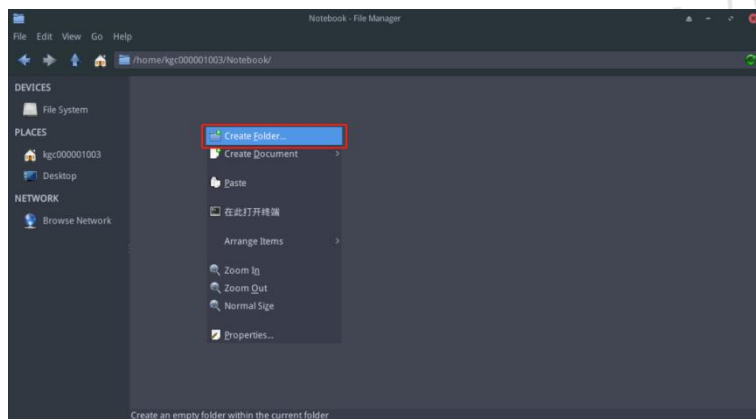 Notebook - File Manager
File Edit View Go Help
/home/kgc000001003/Notebook/
DEVICES
File System
PLACES
kgc000001003
Desktop
NETWORK
Browse Network
Create Folder...
Create Document
Paste
在此打开终端
Arrange Items
Zoom In
Zoom Out
Normal Size
Properties...
Create an empty folder within the current folder